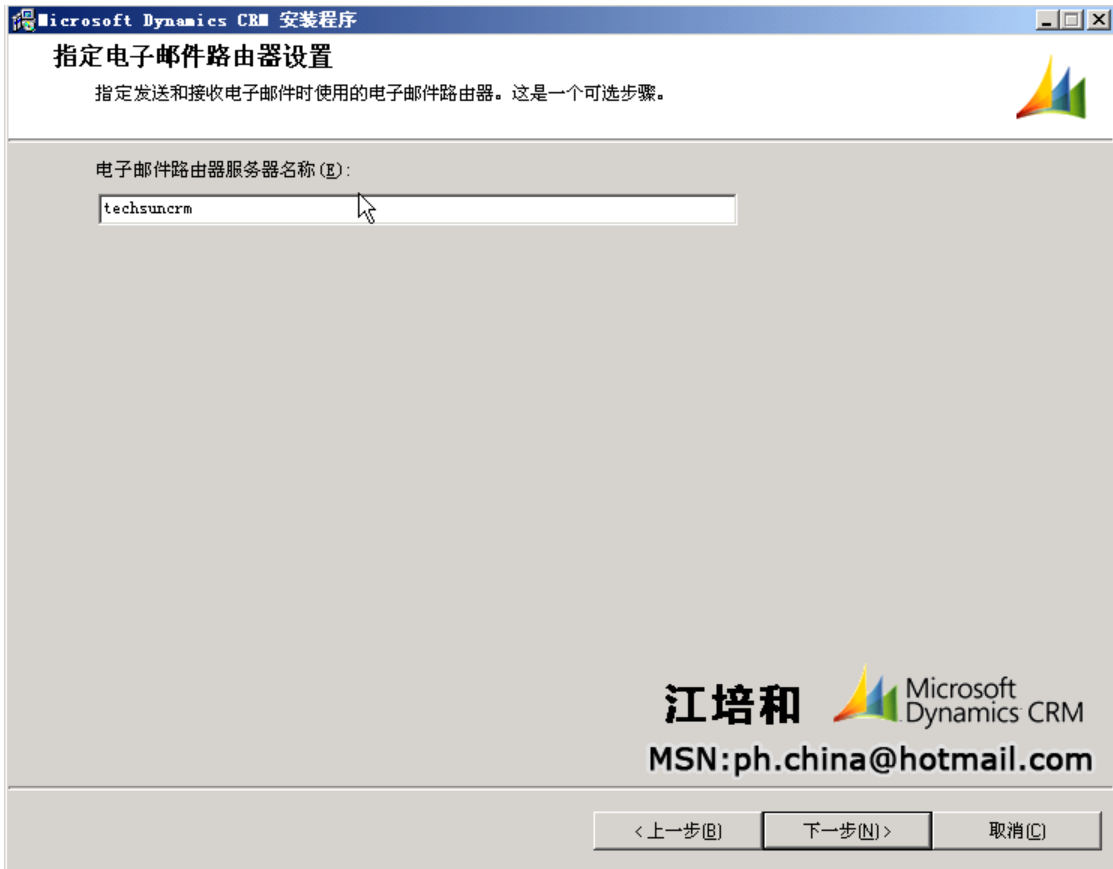 Microsoft Dynamics CRM 安装程序
指定电子邮件路由器设置
指定发送和接收电子邮件时使用的电子邮件路由器。这是一个可选步骤。
电子邮件路由器服务器名称(E):
techsuncrm
江培和
Microsoft
Dynamics CRM
MSN:ph.china@hotmail.com
<上一步(B)
下一步(N)>
取消(C)